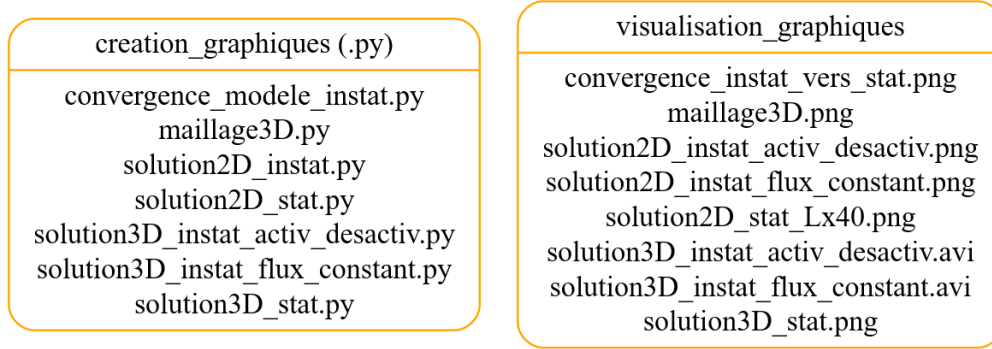 creation_graphiques (.py)
convergence_modele_instat.py
maillage3D.py
solution2D_instat.py
solution2D_stat.py
solution3D_instat_activ_desactiv.py
solution3D_instat_flux_constant.py
solution3D_stat.py
visualisation_graphiques
convergence_instat_vers_stat.png
maillage3D.png
solution2D_instat_activ_desactiv.png
solution2D_instat_flux_constant.png
solution2D_stat_Lx40.png
solution3D_instat_activ_desactiv.avi
solution3D_instat_flux_constant.avi
solution3D_stat.png